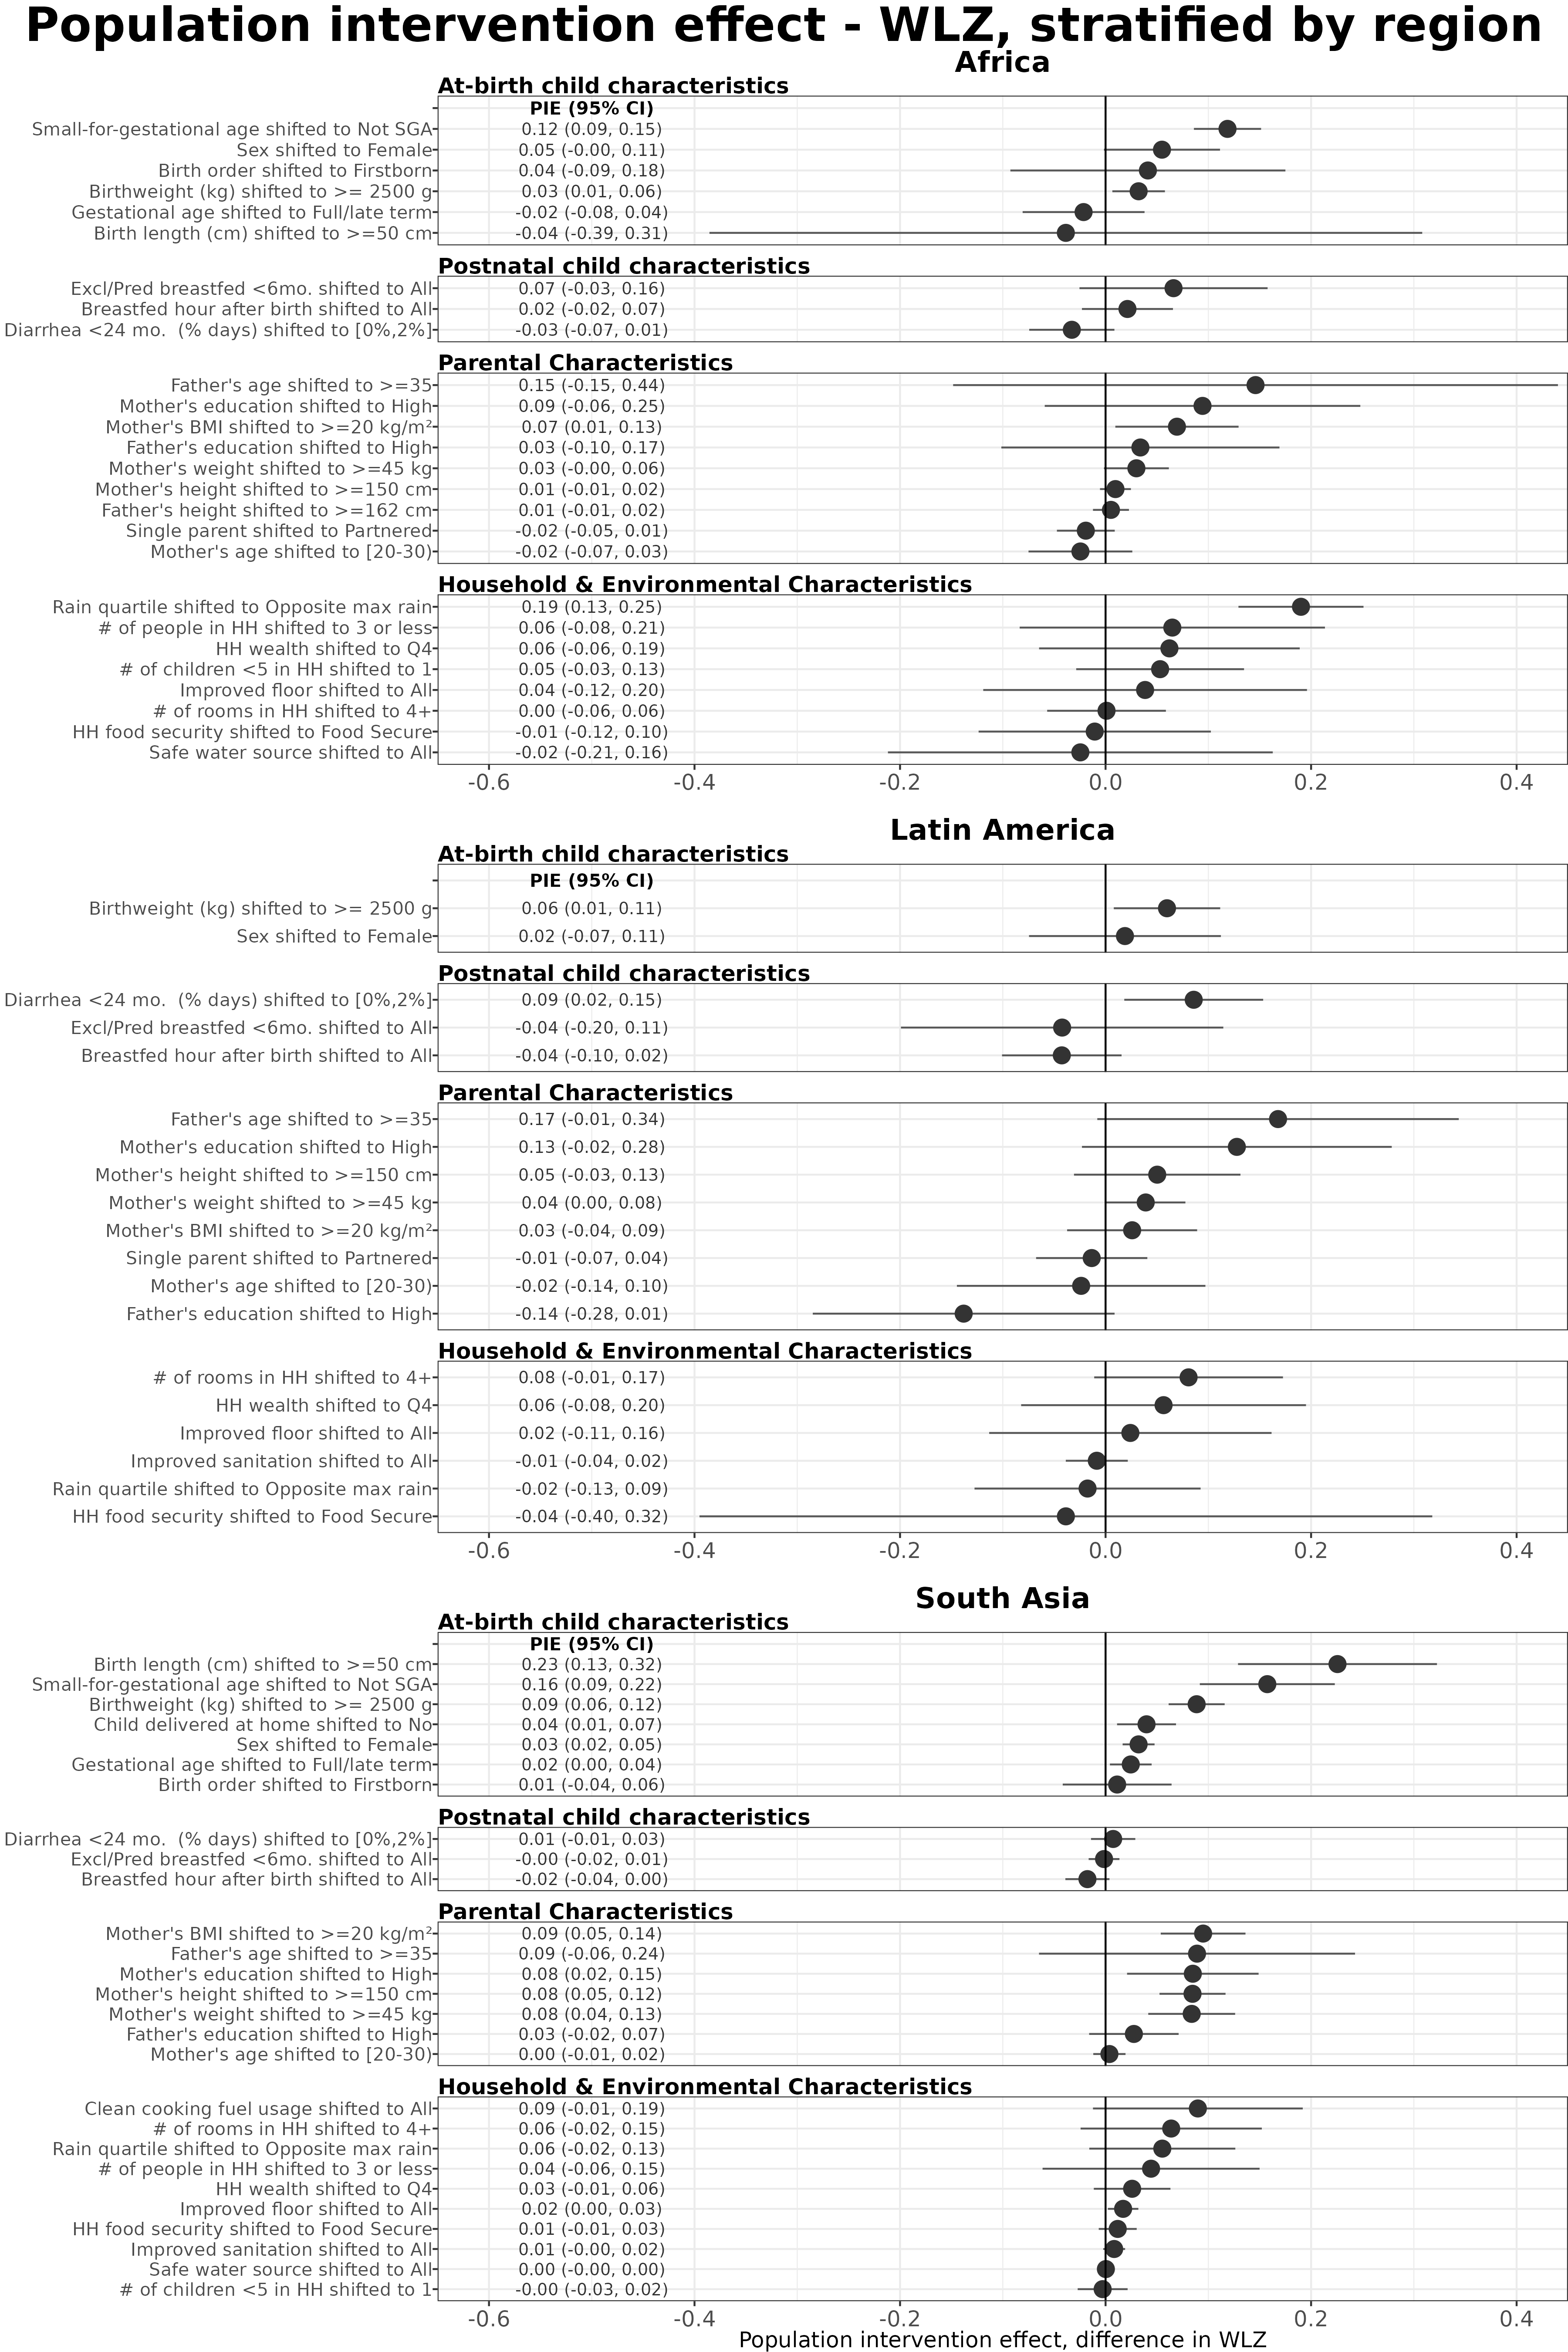 Population intervention effect - WLZ, stratified by region
Africa
At-birth child characteristics
PIE (95% CI)
Small-for-gestational age shifted to Not SGA 0.12 (0.09, 0.15)
Sex shifted to Female 0.05 (-0.00, 0.11)
Birth order shifted to Firstborn 0.04 (-0.09, 0.18)
Birthweight (kg) shifted to >= 2500 g 0.03 (0.01, 0.06)
Gestational age shifted to Full/late term -0.02 (-0.08, 0.04)
Birth length (cm) shifted to >=50 cm -0.04 (-0.39, 0.31)
Postnatal child characteristics
Excl/Pred breastfed <6mo. shifted to All 0.07 (-0.03, 0.16)
Breastfed hour after birth shifted to All 0.02 (-0.02, 0.07)
Diarrhea <24 mo.  (% days) shifted to [0%,2%] -0.03 (-0.07, 0.01)
Parental Characteristics
Father's age shifted to >=35 0.15 (-0.15, 0.44)
Mother's education shifted to High 0.09 (-0.06, 0.25)
Mother's BMI shifted to >=20 kg/m² 0.07 (0.01, 0.13)
Father's education shifted to High 0.03 (-0.10, 0.17)
Mother's weight shifted to >=45 kg 0.03 (-0.00, 0.06)
Mother's height shifted to >=150 cm 0.01 (-0.01, 0.02)
Father's height shifted to >=162 cm 0.01 (-0.01, 0.02)
Single parent shifted to Partnered -0.02 (-0.05, 0.01)
Mother's age shifted to [20-30) -0.02 (-0.07, 0.03)
Household & Environmental Characteristics
Rain quartile shifted to Opposite max rain 0.19 (0.13, 0.25)
# of people in HH shifted to 3 or less 0.06 (-0.08, 0.21)
HH wealth shifted to Q4 0.06 (-0.06, 0.19)
# of children <5 in HH shifted to 1 0.05 (-0.03, 0.13)
Improved floor shifted to All 0.04 (-0.12, 0.20)
# of rooms in HH shifted to 4+ 0.00 (-0.06, 0.06)
HH food security shifted to Food Secure -0.01 (-0.12, 0.10)
Safe water source shifted to All -0.02 (-0.21, 0.16)
-0.6 -0.4 -0.2 0.0 0.2 0.4
Latin America
At-birth child characteristics
PIE (95% CI)
Birthweight (kg) shifted to >= 2500 g 0.06 (0.01, 0.11)
Sex shifted to Female 0.02 (-0.07, 0.11)
Postnatal child characteristics
Diarrhea <24 mo.  (% days) shifted to [0%,2%] 0.09 (0.02, 0.15)
Excl/Pred breastfed <6mo. shifted to All -0.04 (-0.20, 0.11)
Breastfed hour after birth shifted to All -0.04 (-0.10, 0.02)
Parental Characteristics
Father's age shifted to >=35 0.17 (-0.01, 0.34)
Mother's education shifted to High 0.13 (-0.02, 0.28)
Mother's height shifted to >=150 cm 0.05 (-0.03, 0.13)
Mother's weight shifted to >=45 kg 0.04 (0.00, 0.08)
Mother's BMI shifted to >=20 kg/m² 0.03 (-0.04, 0.09)
Single parent shifted to Partnered -0.01 (-0.07, 0.04)
Mother's age shifted to [20-30) -0.02 (-0.14, 0.10)
Father's education shifted to High -0.14 (-0.28, 0.01)
Household & Environmental Characteristics
# of rooms in HH shifted to 4+ 0.08 (-0.01, 0.17)
HH wealth shifted to Q4 0.06 (-0.08, 0.20)
Improved floor shifted to All 0.02 (-0.11, 0.16)
Improved sanitation shifted to All -0.01 (-0.04, 0.02)
Rain quartile shifted to Opposite max rain -0.02 (-0.13, 0.09)
HH food security shifted to Food Secure -0.04 (-0.40, 0.32)
-0.6 -0.4 -0.2 0.0 0.2 0.4
South Asia
At-birth child characteristics
PIE (95% CI)
Birth length (cm) shifted to >=50 cm 0.23 (0.13, 0.32)
Small-for-gestational age shifted to Not SGA 0.16 (0.09, 0.22)
Birthweight (kg) shifted to >= 2500 g 0.09 (0.06, 0.12)
Child delivered at home shifted to No 0.04 (0.01, 0.07)
Sex shifted to Female 0.03 (0.02, 0.05)
Gestational age shifted to Full/late term 0.02 (0.00, 0.04)
Birth order shifted to Firstborn 0.01 (-0.04, 0.06)
Postnatal child characteristics
Diarrhea <24 mo.  (% days) shifted to [0%,2%] 0.01 (-0.01, 0.03)
Excl/Pred breastfed <6mo. shifted to All -0.00 (-0.02, 0.01)
Breastfed hour after birth shifted to All -0.02 (-0.04, 0.00)
Parental Characteristics
Mother's BMI shifted to >=20 kg/m² 0.09 (0.05, 0.14)
Father's age shifted to >=35 0.09 (-0.06, 0.24)
Mother's education shifted to High 0.08 (0.02, 0.15)
Mother's height shifted to >=150 cm 0.08 (0.05, 0.12)
Mother's weight shifted to >=45 kg 0.08 (0.04, 0.13)
Father's education shifted to High 0.03 (-0.02, 0.07)
Mother's age shifted to [20-30) 0.00 (-0.01, 0.02)
Household & Environmental Characteristics
Clean cooking fuel usage shifted to All 0.09 (-0.01, 0.19)
# of rooms in HH shifted to 4+ 0.06 (-0.02, 0.15)
Rain quartile shifted to Opposite max rain 0.06 (-0.02, 0.13)
# of people in HH shifted to 3 or less 0.04 (-0.06, 0.15)
HH wealth shifted to Q4 0.03 (-0.01, 0.06)
Improved floor shifted to All 0.02 (0.00, 0.03)
HH food security shifted to Food Secure 0.01 (-0.01, 0.03)
Improved sanitation shifted to All 0.01 (-0.00, 0.02)
Safe water source shifted to All 0.00 (-0.00, 0.00)
# of children <5 in HH shifted to 1 -0.00 (-0.03, 0.02)
-0.6 -0.4 -0.2 0.0 0.2 0.4
Population intervention effect, difference in WLZ